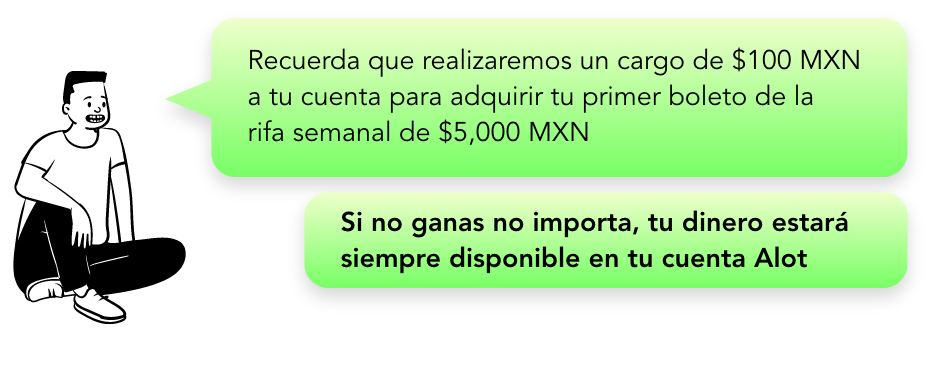 Recuerda que realizaremos un cargo de $100 MXN
a tu cuenta para adquirir tu primer boleto de la
rifa semanal de $5,000 MXN
Si no ganas no importa, tu dinero estará
siempre disponible en tu cuenta Alot